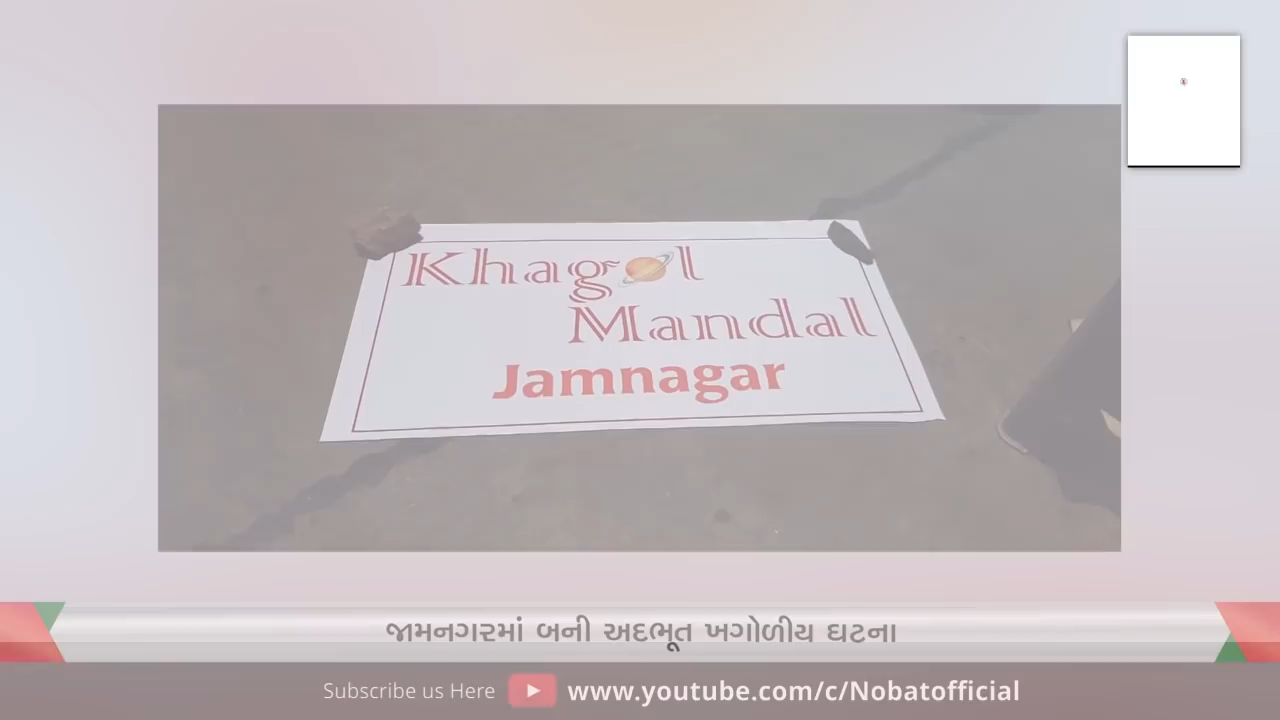 Khagol
Mandal
Jamnagar
જામનગરમાં બની અદભૂત ખગોળીય ઘટના
Subscribe us Here www.youtube.com/c/Nobatofficial